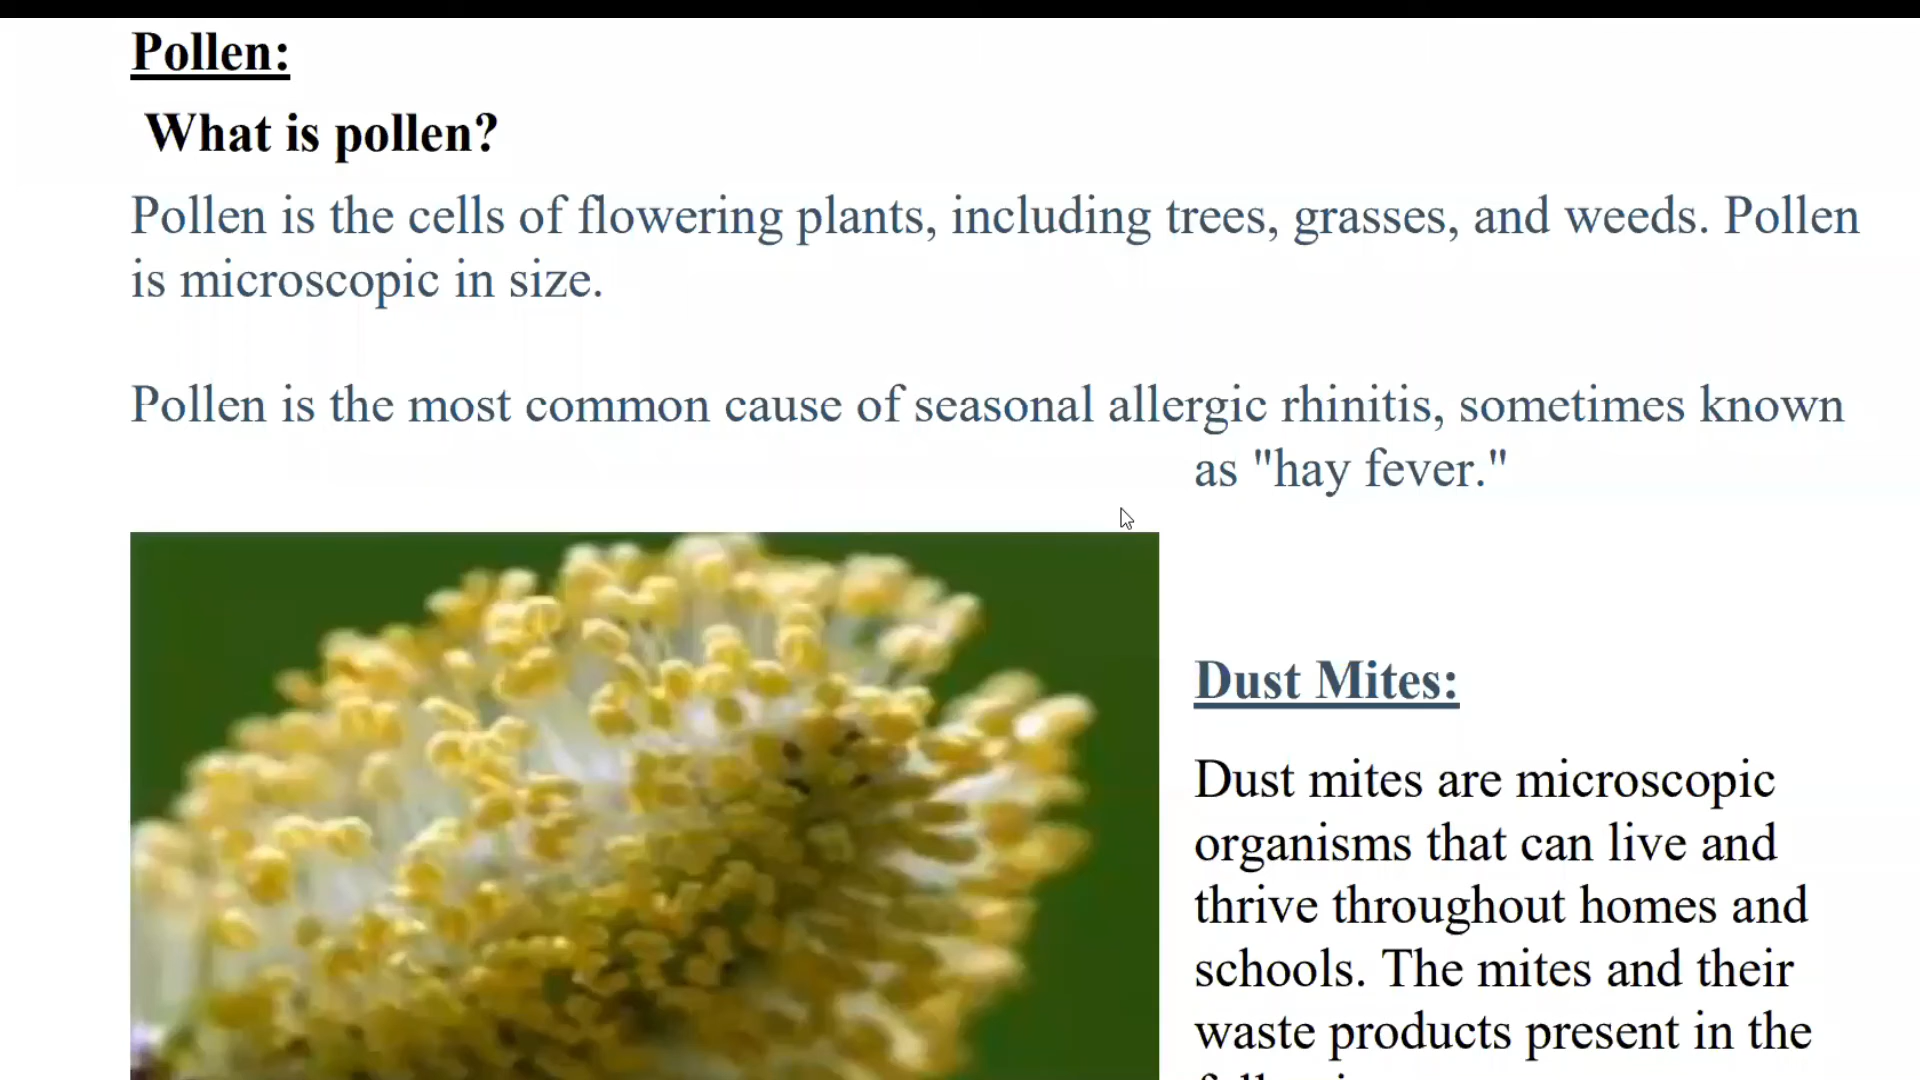 Pollen:
What is pollen?
Pollen is the cells of flowering plants, including trees, grasses, and weeds. Pollen
is microscopic in size.
Pollen is the most common cause of seasonal allergic rhinitis, sometimes known
as "hay fever."
Dust Mites:
Dust mites are microscopic
organisms that can live and
thrive throughout homes and
schools. The mites and their
waste products present in the